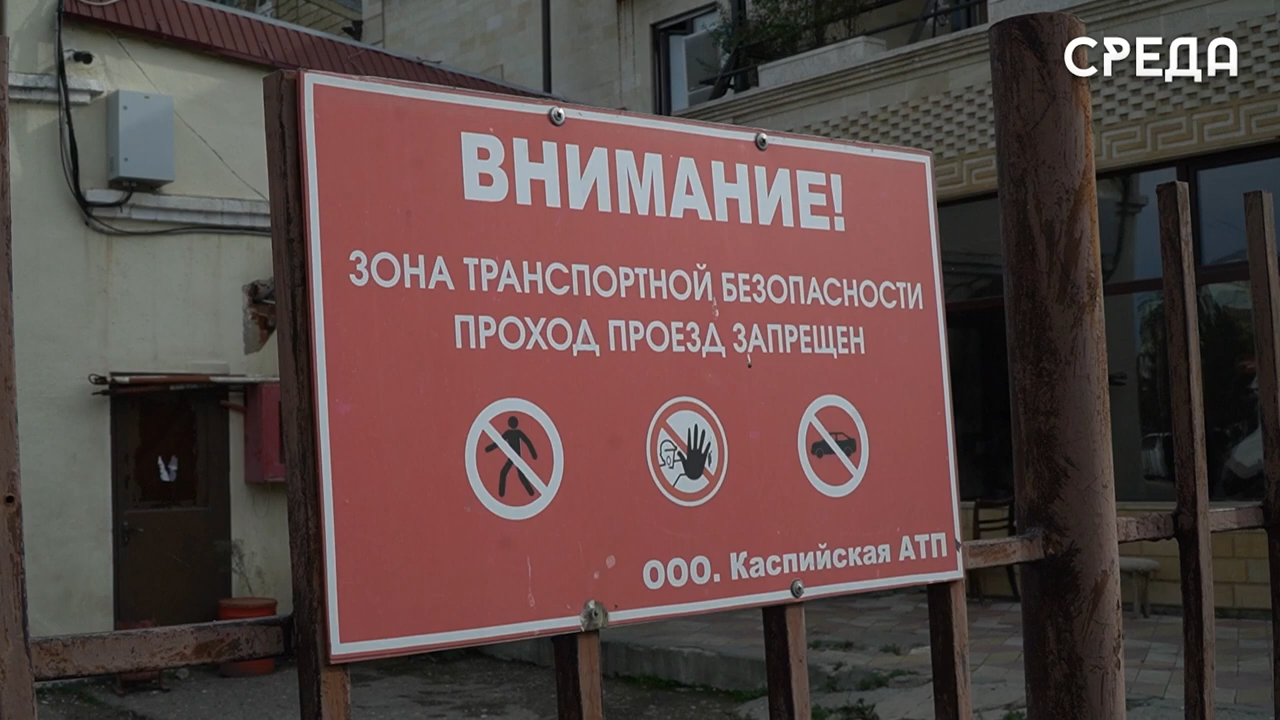 СРЕДА
ВНИМАНИЕ!
ЗОНА ТРАНСПОРТНОЙ БЕЗОПАСНОСТИ
ПРОХОД ПРОЕЗД ЗАПРЕЩЕН
ООО. Каспийская АТП